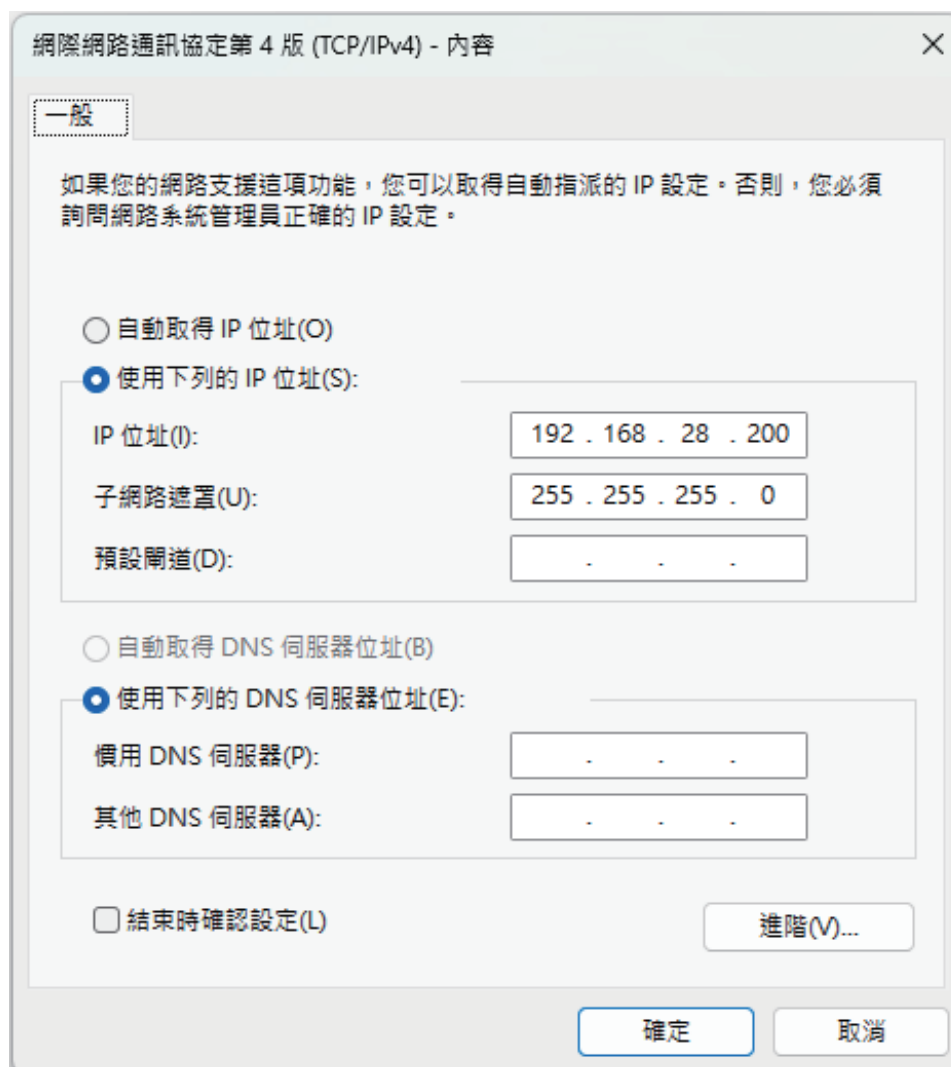 網際網路通訊協定第 4 版 (TCP/IPv4) - 內容
一般
如果您的網路支援這項功能，您可以取得自動指派的 IP 設定。否則，您必須
詢問網路系統管理員正確的 IP 設定。
自動取得 IP 位址(O)
使用下列的 IP 位址(S):
IP 位址(I): 192 . 168 . 28 . 200
子網路遮罩(U): 255 . 255 . 255 . 0
預設閘道(D): . . .
自動取得 DNS 伺服器位址(B)
使用下列的 DNS 伺服器位址(E):
慣用 DNS 伺服器(P): . . .
其他 DNS 伺服器(A): . . .
結束時確認設定(L)
進階(V)...
確定 取消